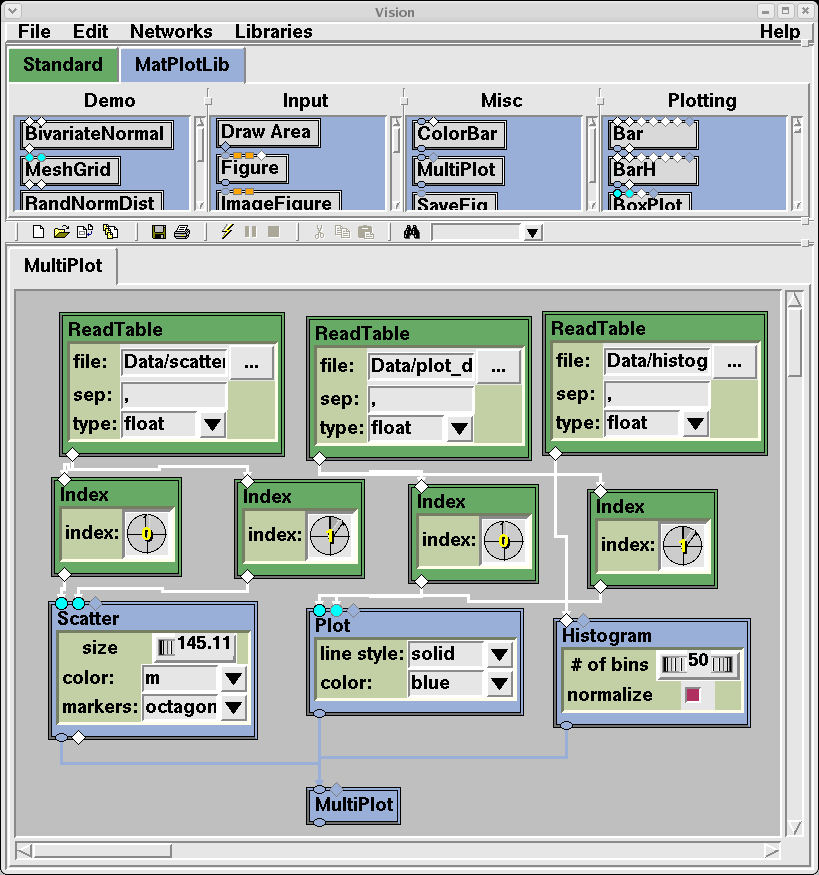 Vision
File Edit Networks Libraries Help
Standard MatPlotLib
Demo Input Misc Plotting
BivariateNormal Draw Area ColorBar Bar
MeshGrid Figure MultiPlot BarH
RandNormDist ImageFigure SaveFig BoxPlot
MultiPlot
ReadTable
file: Data/scatter ...
sep: ,
type: float
ReadTable
file: Data/plot_d ...
sep: ,
type: float
ReadTable
file: Data/histog ...
sep: ,
type: float
Index
index: 0
Index
index: 1
Index
index: 0
Index
index: 1
Scatter
size 145.11
color: m
markers: octagon
Plot
line style: solid
color: blue
Histogram
# of bins 50
normalize
MultiPlot